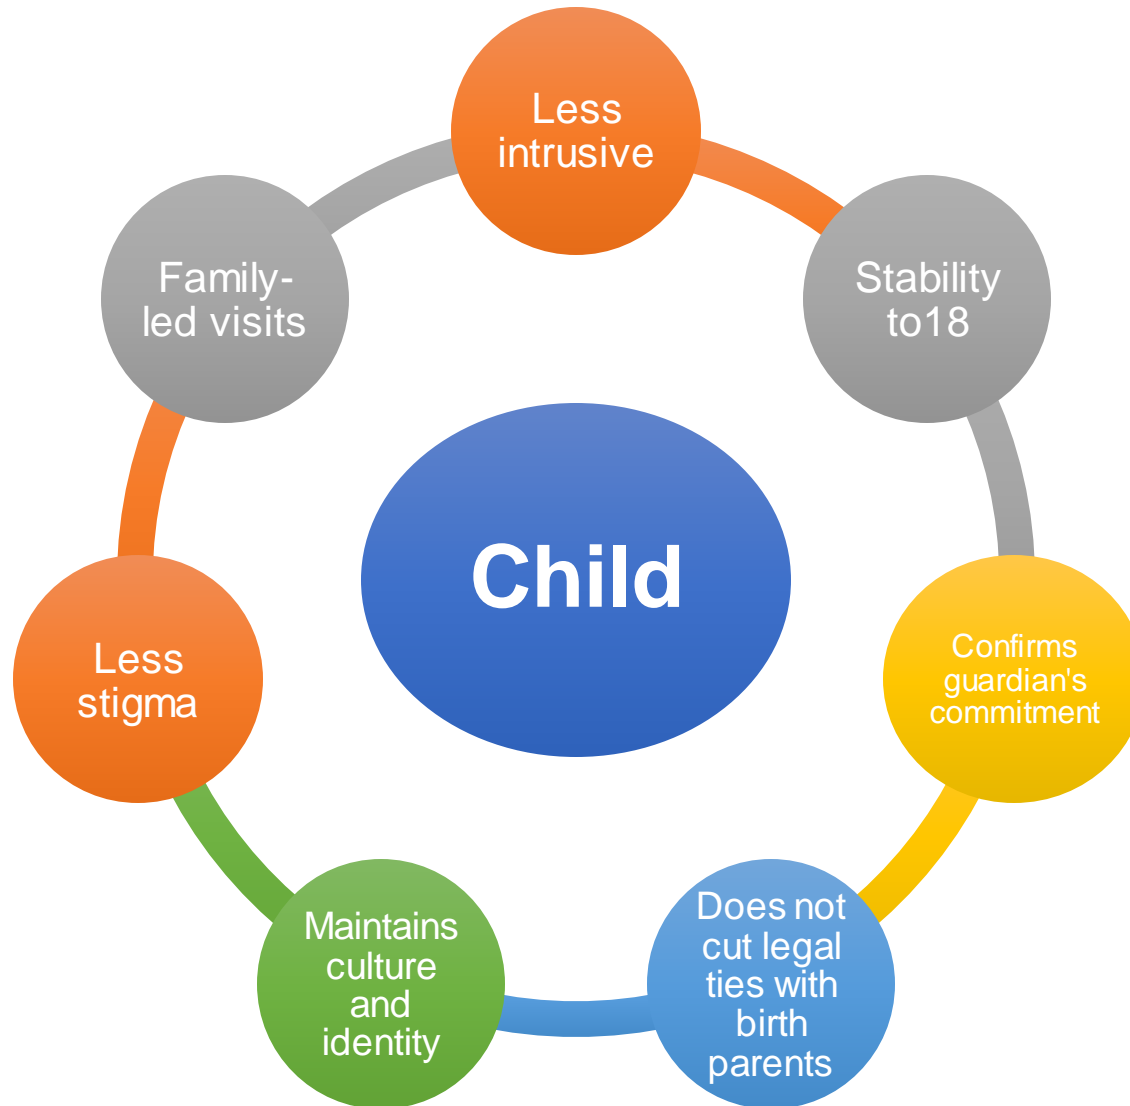 Less
intrusive
Stability
to18
Confirms
guardian's
commitment
Does not
cut legal
ties with
birth
parents
Maintains
culture
and
identity
Less
stigma
Family-
led visits
Child